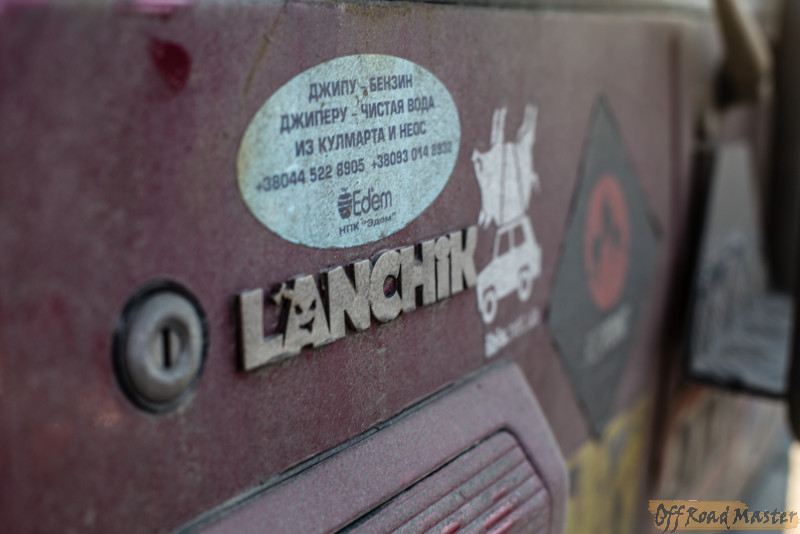 ДЖИПУ - БЕНЗИН
ДЖИПЕРУ - ЧИСТАЯ ВОДА
ИЗ КУЛМАРТА И НЕОС
+38044 522 8905 +38093 014 2932
Edem
НПК "Эдем"
LANCHiK
Off Road Master